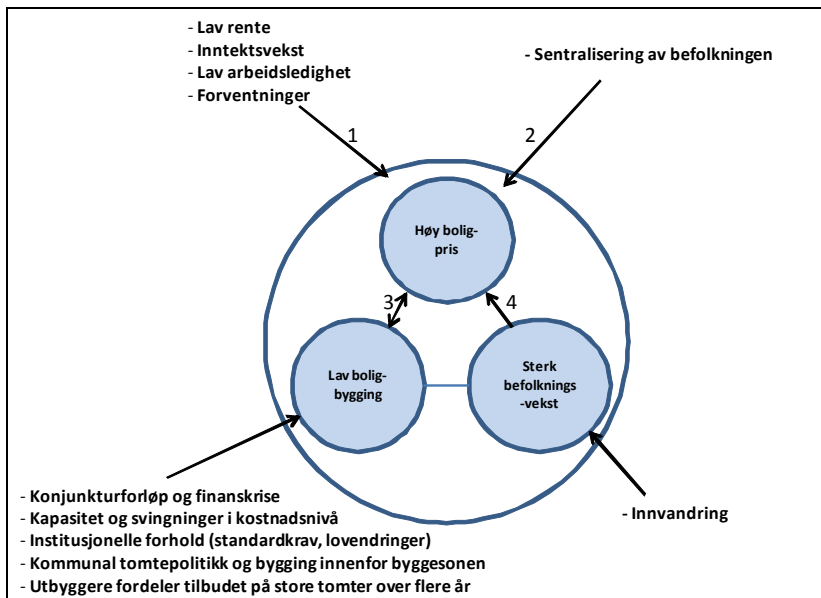 - Lav rente
- Inntektsvekst
- Lav arbeidsledighet
- Forventninger
- Sentralisering av befolkningen
1
2
Høy bolig-
pris
3
4
Lav bolig-
bygging
Sterk
befolknings
-vekst
- Konjunkturforløp og finanskrise
- Kapasitet og svingninger i kostnadsnivå
- Institusjonelle forhold (standardkrav, lovendringer)
- Kommunal tomtepolitikk og bygging innenfor byggesonen
- Utbyggere fordeler tilbudet på store tomter over flere år
- Innvandring